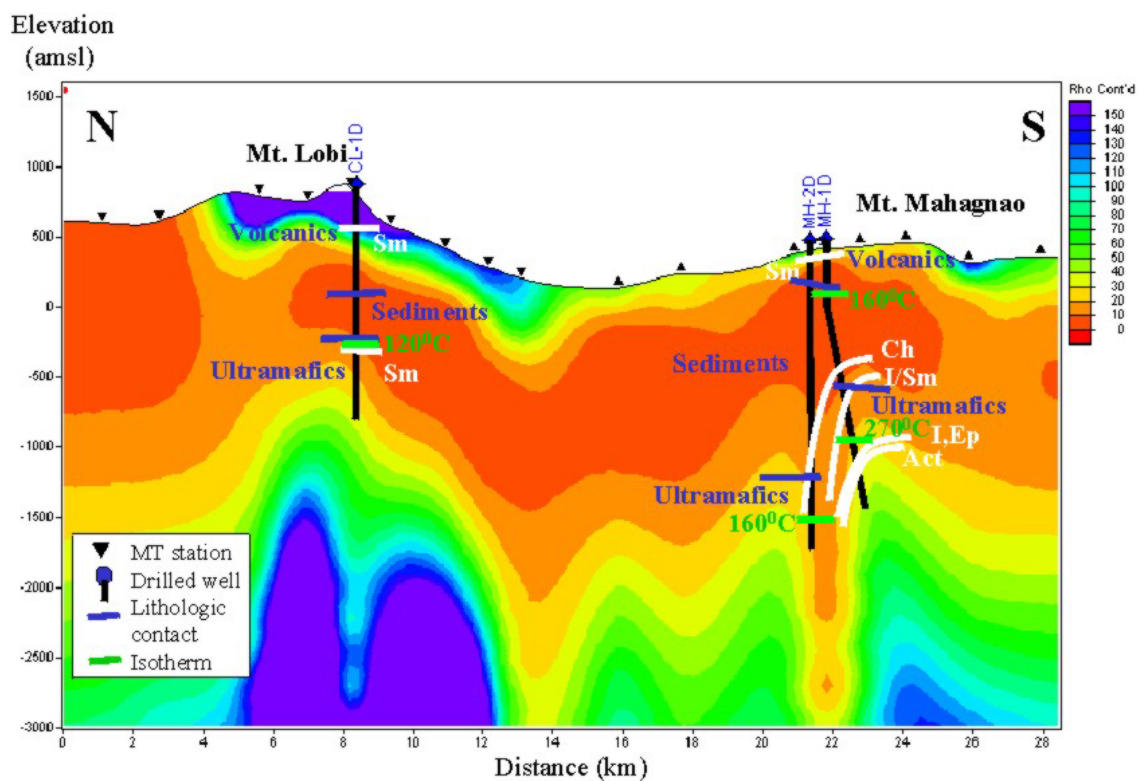 Elevation
(amsl)
N
S
Mt. Lobi
CL-1D
MH-2D
MH-1D
Mt. Mahagnao
Rho Cont'd
150
140
130
120
110
100
90
80
70
60
50
40
30
20
10
0
1500
1000
500
0
-500
-1000
-1500
-2000
-2500
-3000
Volcanics
Sm
Sediments
120⁰C
Ultramafics
Sm
Sm
Volcanics
160⁰C
Sediments
Ch
I/Sm
Ultramafics
270⁰C
I,Ep
Act
Ultramafics
160⁰C
MT station
Drilled well
Lithologic
contact
Isotherm
0 2 4 6 8 10 12 14 16 18 20 22 24 26 28
Distance (km)